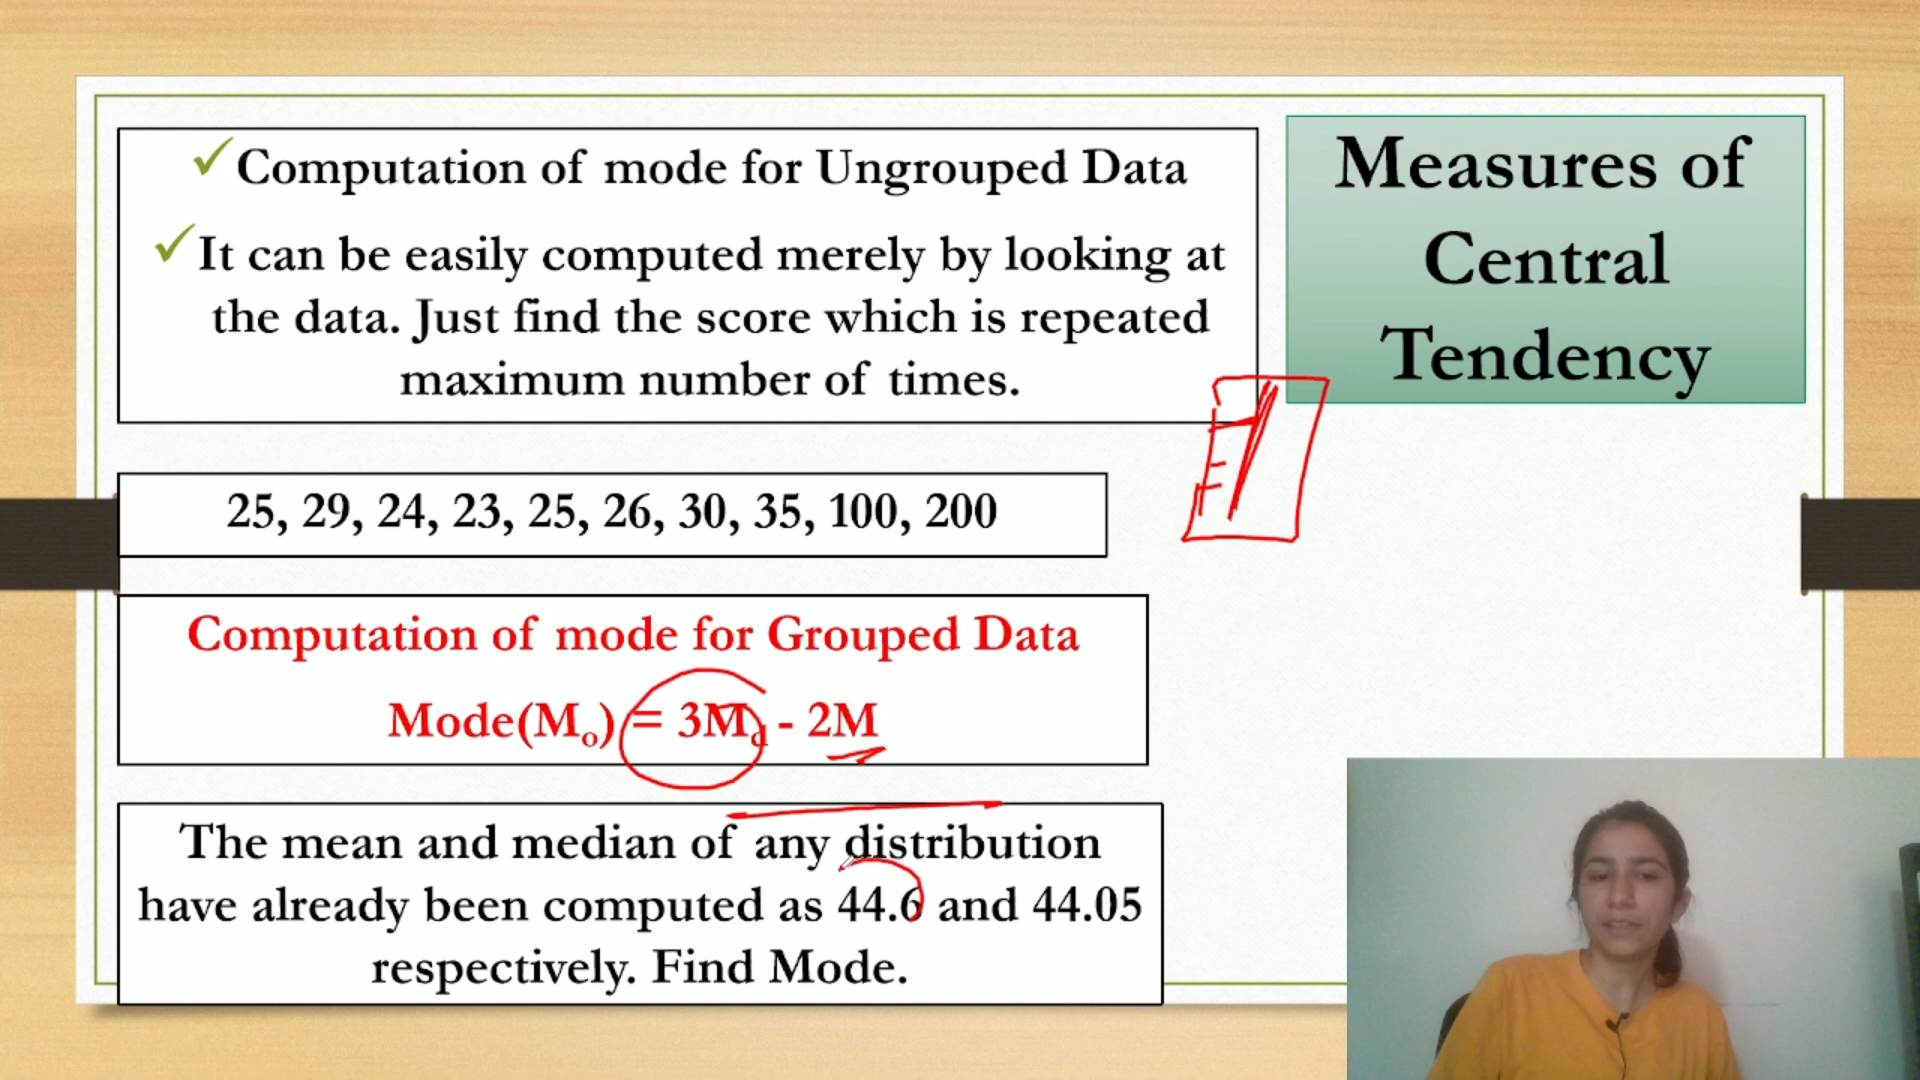 Computation of mode for Ungrouped Data
It can be easily computed merely by looking at
the data. Just find the score which is repeated
maximum number of times.
Measures of
Central
Tendency
25, 29, 24, 23, 25, 26, 30, 35, 100, 200
Computation of mode for Grouped Data
Mode(Mo) = 3Md - 2M
The mean and median of any distribution
have already been computed as 44.6 and 44.05
respectively. Find Mode.